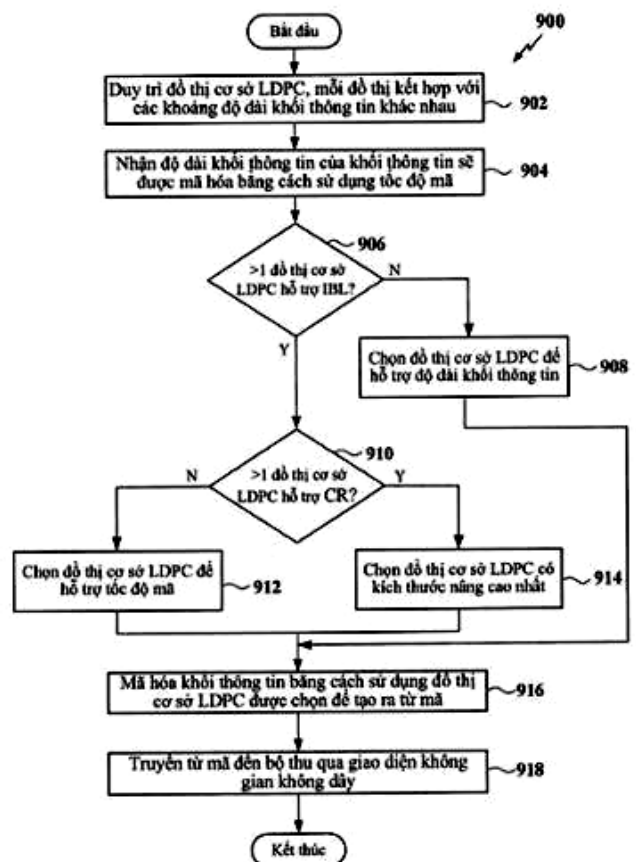 Bắt đầu
900
Duy trì đồ thị cơ sở LDPC, mỗi đồ thị kết hợp với
các khoảng độ dài khối thông tin khác nhau
902
Nhận độ dài khối thông tin của khối thông tin sẽ
được mã hóa bằng cách sử dụng tốc độ mã
904
906
>1 đồ thị cơ sở
LDPC hỗ trợ IBL?
N
Y
Chọn đồ thị cơ sở LDPC để
hỗ trợ độ dài khối thông tin
908
910
>1 đồ thị cơ sở
LDPC hỗ trợ CR?
N
Y
Chọn đồ thị cơ sở LDPC để
hỗ trợ tốc độ mã
912
Chọn đồ thị cơ sở LDPC có
kích thước nâng cao nhất
914
Mã hóa khối thông tin bằng cách sử dụng đồ thị
cơ sở LDPC được chọn để tạo ra từ mã
916
Truyền từ mã đến bộ thu qua giao diện không
gian không dây
918
Kết thúc